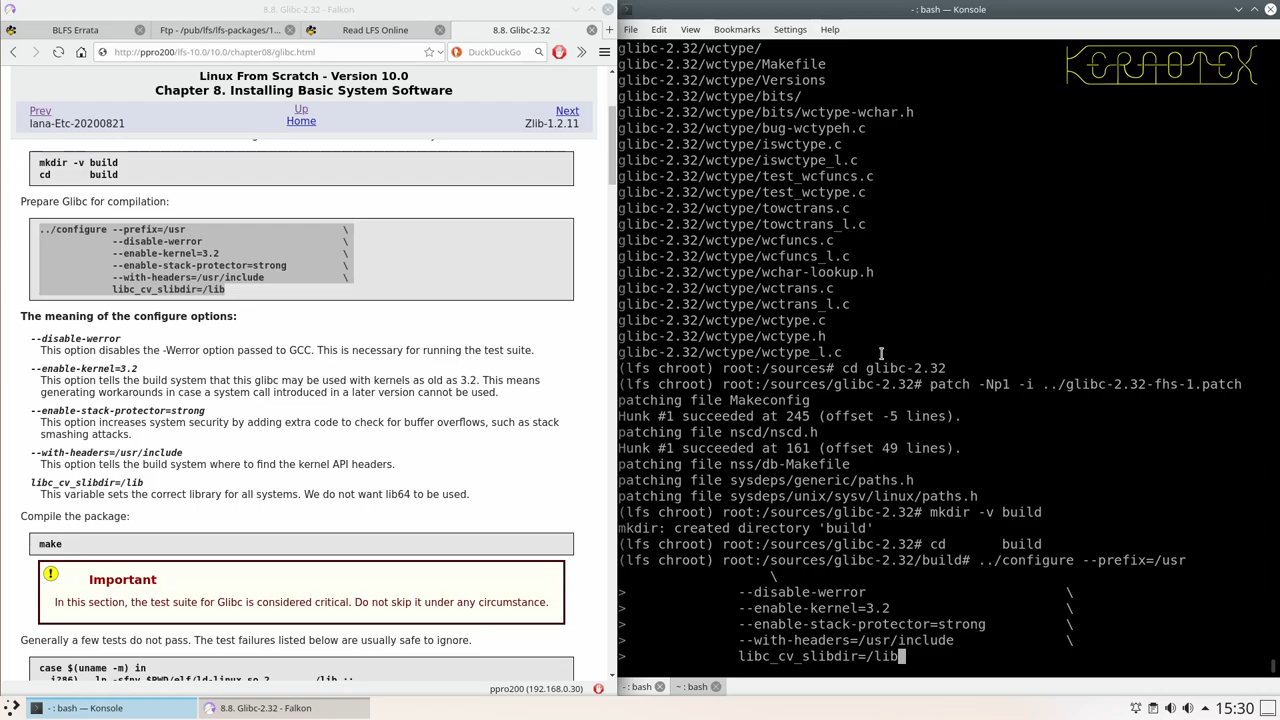 8.8. Glibc-2.32 - Falkon
BLFS Errata
Ftp - /pub/lfs/lfs-packages/1...
Read LFS Online
8.8. Glibc-2.32
http://ppro200/lfs-10.0/10.0/chapter08/glibc.html
DuckDuckGo
Linux From Scratch - Version 10.0
Chapter 8. Installing Basic System Software
Prev
Up
Next
Iana-Etc-20200821
Home
Zlib-1.2.11
mkdir -v build
cd       build
Prepare Glibc for compilation:
../configure --prefix=/usr                            \
             --disable-werror                         \
             --enable-kernel=3.2                      \
             --enable-stack-protector=strong          \
             --with-headers=/usr/include              \
             libc_cv_slibdir=/lib
The meaning of the configure options:
--disable-werror
This option disables the -Werror option passed to GCC. This is necessary for running the test suite.
--enable-kernel=3.2
This option tells the build system that this glibc may be used with kernels as old as 3.2. This means
generating workarounds in case a system call introduced in a later version cannot be used.
--enable-stack-protector=strong
This option increases system security by adding extra code to check for buffer overflows, such as stack
smashing attacks.
--with-headers=/usr/include
This option tells the build system where to find the kernel API headers.
libc_cv_slibdir=/lib
This variable sets the correct library for all systems. We do not want lib64 to be used.
Compile the package:
make
Important
In this section, the test suite for Glibc is considered critical. Do not skip it under any circumstance.
Generally a few tests do not pass. The test failures listed below are usually safe to ignore.
case $(uname -m) in
ppro200 (192.168.0.30)
- : bash — Konsole
File Edit View Bookmarks Settings Help
KERNOTEX
glibc-2.32/wctype/
glibc-2.32/wctype/Makefile
glibc-2.32/wctype/Versions
glibc-2.32/wctype/bits/
glibc-2.32/wctype/bits/wctype-wchar.h
glibc-2.32/wctype/bug-wctypeh.c
glibc-2.32/wctype/iswctype.c
glibc-2.32/wctype/iswctype_l.c
glibc-2.32/wctype/test_wcfuncs.c
glibc-2.32/wctype/test_wctype.c
glibc-2.32/wctype/towctrans.c
glibc-2.32/wctype/towctrans_l.c
glibc-2.32/wctype/wcfuncs.c
glibc-2.32/wctype/wcfuncs_l.c
glibc-2.32/wctype/wchar-lookup.h
glibc-2.32/wctype/wctrans.c
glibc-2.32/wctype/wctrans_l.c
glibc-2.32/wctype/wctype.c
glibc-2.32/wctype/wctype.h
glibc-2.32/wctype/wctype_l.c
(lfs chroot) root:/sources# cd glibc-2.32
(lfs chroot) root:/sources/glibc-2.32# patch -Np1 -i ../glibc-2.32-fhs-1.patch
patching file Makeconfig
Hunk #1 succeeded at 245 (offset -5 lines).
patching file nscd/nscd.h
Hunk #1 succeeded at 161 (offset 49 lines).
patching file nss/db-Makefile
patching file sysdeps/generic/paths.h
patching file sysdeps/unix/sysv/linux/paths.h
(lfs chroot) root:/sources/glibc-2.32# mkdir -v build
mkdir: created directory 'build'
(lfs chroot) root:/sources/glibc-2.32# cd       build
(lfs chroot) root:/sources/glibc-2.32/build# ../configure --prefix=/usr
                   \
>              --disable-werror                         \
>              --enable-kernel=3.2                      \
>              --enable-stack-protector=strong          \
>              --with-headers=/usr/include              \
>              libc_cv_slibdir=/lib
- : bash
~ : bash
- : bash — Konsole
8.8. Glibc-2.32 - Falkon
15:30